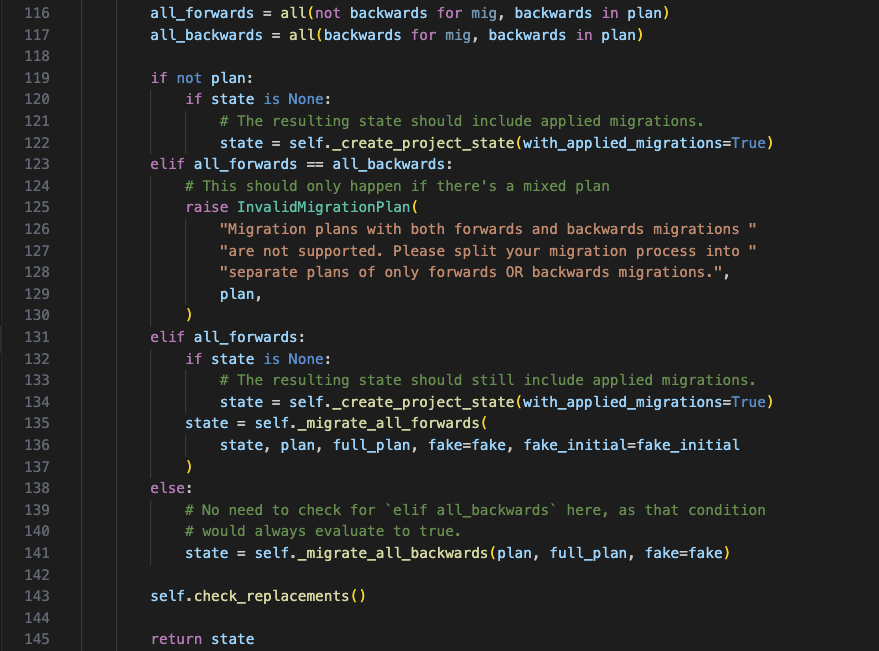 116 all_forwards = all(not backwards for mig, backwards in plan)
117 all_backwards = all(backwards for mig, backwards in plan)
118
119 if not plan:
120     if state is None:
121         # The resulting state should include applied migrations.
122         state = self._create_project_state(with_applied_migrations=True)
123 elif all_forwards == all_backwards:
124     # This should only happen if there's a mixed plan
125     raise InvalidMigrationPlan(
126         "Migration plans with both forwards and backwards migrations "
127         "are not supported. Please split your migration process into "
128         "separate plans of only forwards OR backwards migrations.",
129         plan,
130     )
131 elif all_forwards:
132     if state is None:
133         # The resulting state should still include applied migrations.
134         state = self._create_project_state(with_applied_migrations=True)
135     state = self._migrate_all_forwards(
136         state, plan, full_plan, fake=fake, fake_initial=fake_initial
137     )
138 else:
139     # No need to check for `elif all_backwards` here, as that condition
140     # would always evaluate to true.
141     state = self._migrate_all_backwards(plan, full_plan, fake=fake)
142
143 self.check_replacements()
144
145 return state